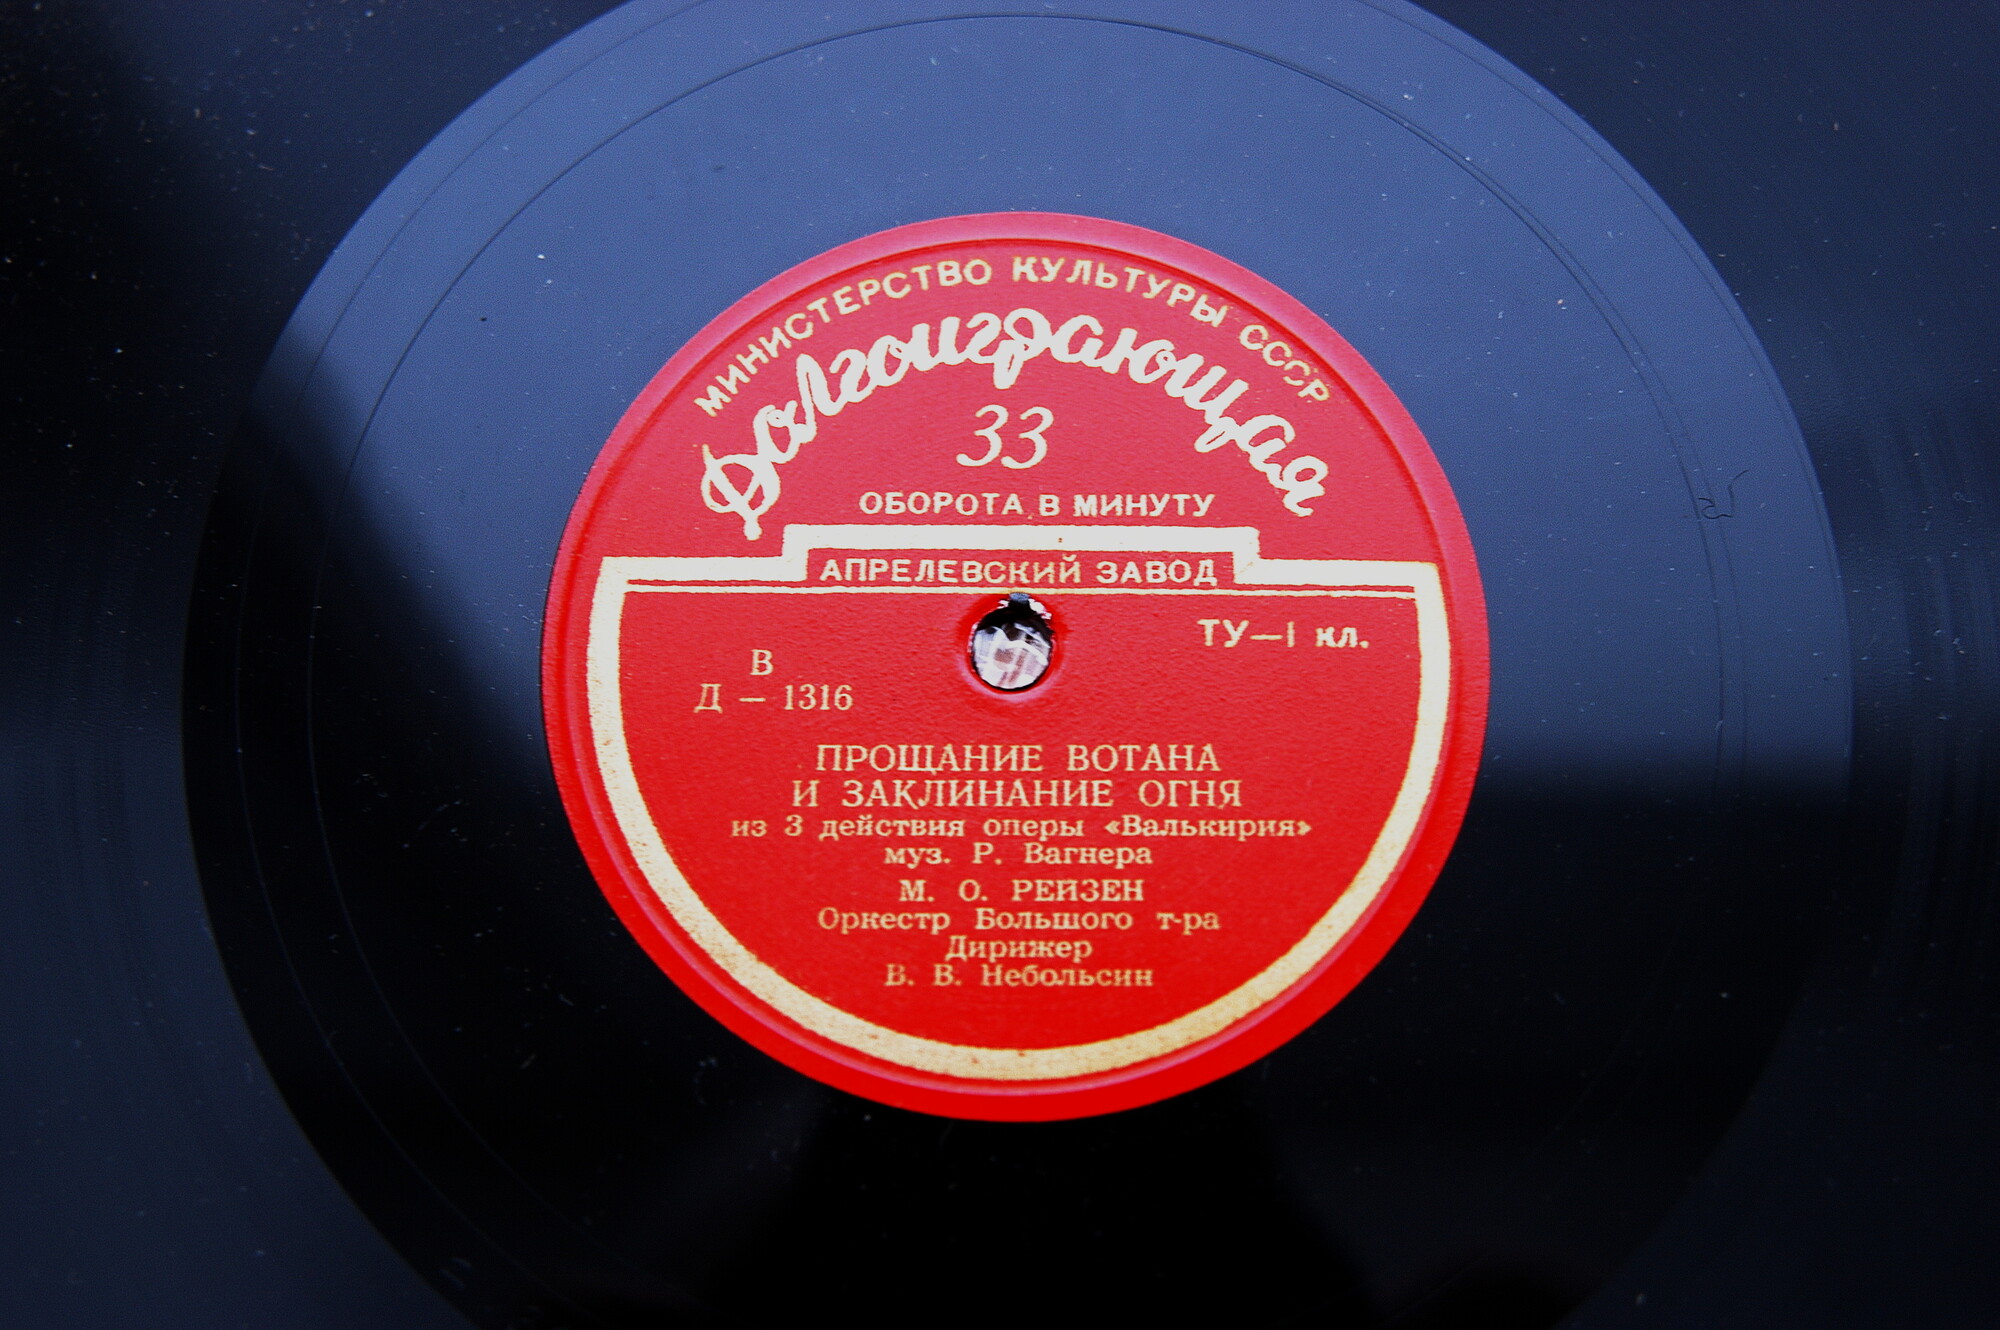 МИНИСТЕРСТВО КУЛЬТУРЫ СССР
Долгоиграющая
33
ОБОРОТА В МИНУТУ
АПРЕЛЕВСКИЙ ЗАВОД
ТУ—I кл.
В
Д — 1316
ПРОЩАНИЕ ВОТАНА
И ЗАКЛИНАНИЕ ОГНЯ
из 3 действия оперы «Валькирия»
муз. Р. Вагнера
М. О. РЕЙЗЕН
Оркестр Большого т-ра
Дирижер
В. В. Небольсин